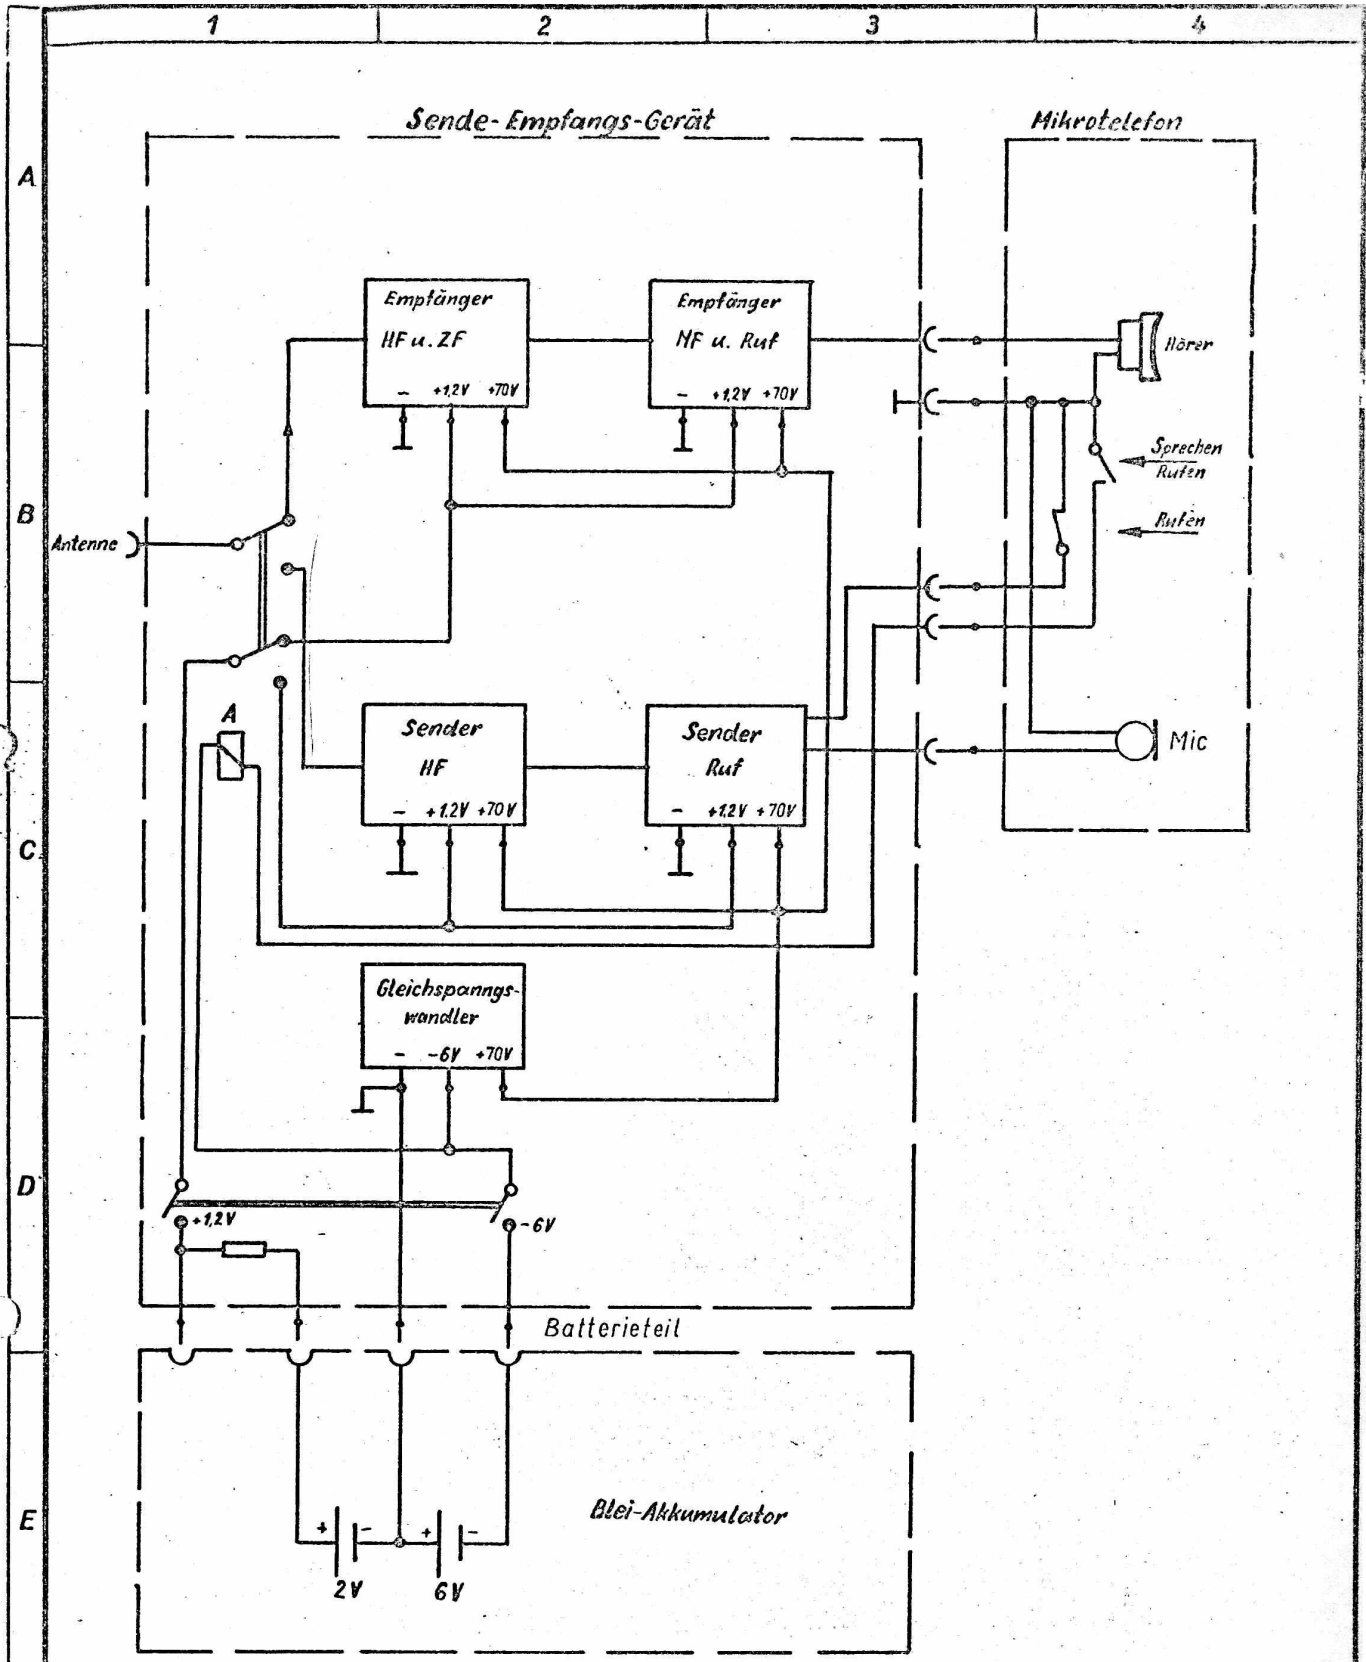 1 2 3 4
Sende-Empfangs-Gerät
Mikrotelefon
A
Empfänger
HF u. ZF
- +1,2V +70V
Empfänger
NF u. Ruf
- +1,2V +70V
Hörer
Sprechen
Rufen
Rufen
B
Antenne
A
Sender
HF
- +1.2V +70V
Sender
Ruf
- +1,2V +70V
Mic
C
Gleichspanngs-
wandler
- -6V +70V
D
+1,2V
-6V
Batterieteil
E
Blei-Akkumulator
+ - + -
2V 6V